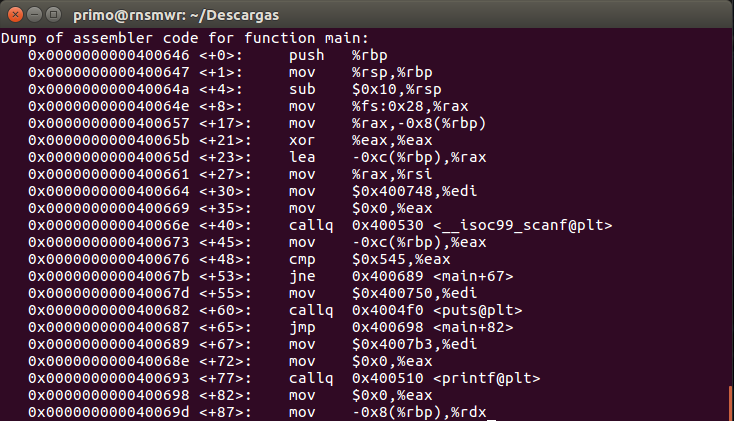 primo@rnsmwr: ~/Descargas
Dump of assembler code for function main:
   0x0000000000400646 <+0>:     push   %rbp
   0x0000000000400647 <+1>:     mov    %rsp,%rbp
   0x000000000040064a <+4>:     sub    $0x10,%rsp
   0x000000000040064e <+8>:     mov    %fs:0x28,%rax
   0x0000000000400657 <+17>:    mov    %rax,-0x8(%rbp)
   0x000000000040065b <+21>:    xor    %eax,%eax
   0x000000000040065d <+23>:    lea    -0xc(%rbp),%rax
   0x0000000000400661 <+27>:    mov    %rax,%rsi
   0x0000000000400664 <+30>:    mov    $0x400748,%edi
   0x0000000000400669 <+35>:    mov    $0x0,%eax
   0x000000000040066e <+40>:    callq  0x400530 <__isoc99_scanf@plt>
   0x0000000000400673 <+45>:    mov    -0xc(%rbp),%eax
   0x0000000000400676 <+48>:    cmp    $0x545,%eax
   0x000000000040067b <+53>:    jne    0x400689 <main+67>
   0x000000000040067d <+55>:    mov    $0x400750,%edi
   0x0000000000400682 <+60>:    callq  0x4004f0 <puts@plt>
   0x0000000000400687 <+65>:    jmp    0x400698 <main+82>
   0x0000000000400689 <+67>:    mov    $0x4007b3,%edi
   0x000000000040068e <+72>:    mov    $0x0,%eax
   0x0000000000400693 <+77>:    callq  0x400510 <printf@plt>
   0x0000000000400698 <+82>:    mov    $0x0,%eax
   0x000000000040069d <+87>:    mov    -0x8(%rbp),%rdx